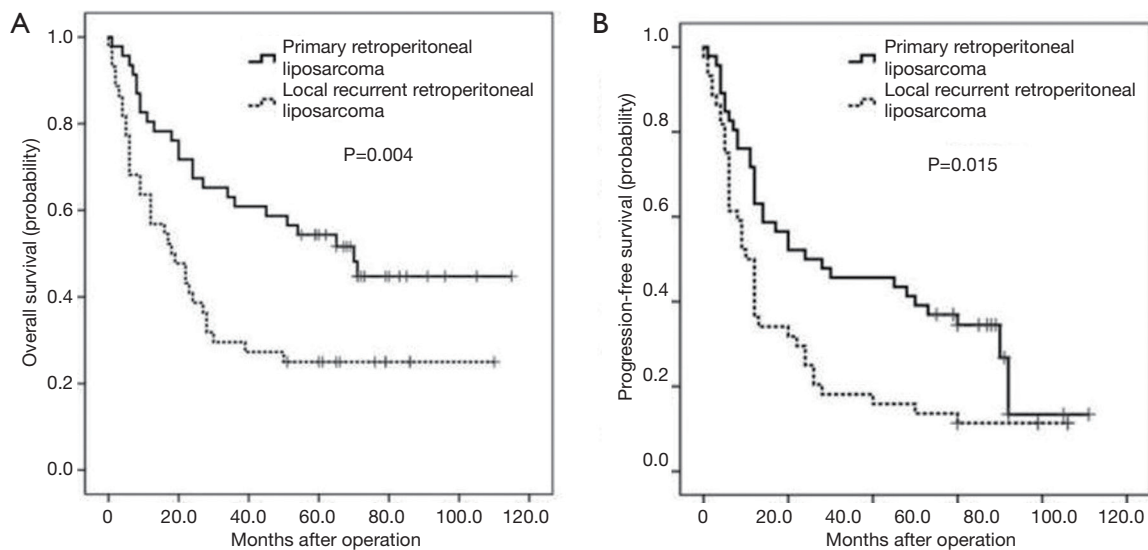 A
Overall survival (probability)
1.0
0.8
0.6
0.4
0.2
0.0
Primary retroperitoneal
liposarcoma
Local recurrent retroperitoneal
liposarcoma
P=0.004
0
20.0
40.0
60.0
80.0
100.0
120.0
Months after operation
B
Progression-free survival (probability)
1.0
0.8
0.6
0.4
0.2
0.0
Primary retroperitoneal
liposarcoma
Local recurrent retroperitoneal
liposarcoma
P=0.015
0
20.0
40.0
60.0
80.0
100.0
120.0
Months after operation